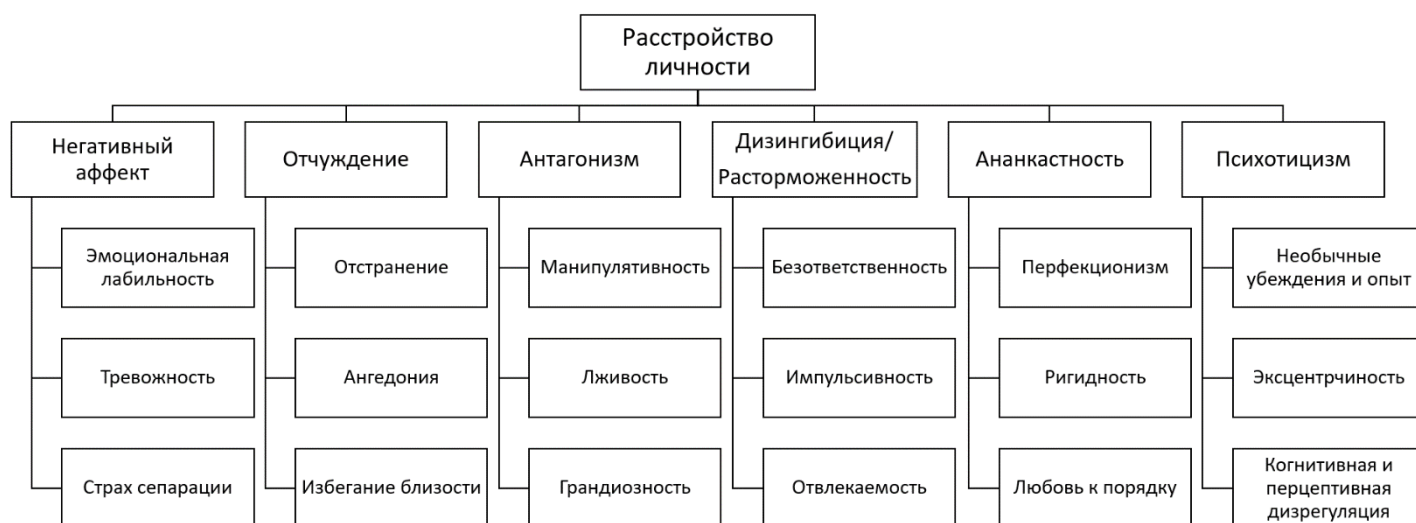 Расстройство
личности
Негативный
аффект
Отчуждение
Антагонизм
Дизингибиция/
Расторможенность
Ананкастность
Психотицизм
Эмоциональная
лабильность
Отстранение
Манипулятивность
Безответственность
Перфекционизм
Необычные
убеждения и опыт
Тревожность
Ангедония
Лживость
Импульсивность
Ригидность
Эксцентрчиность
Страх сепарации
Избегание близости
Грандиозность
Отвлекаемость
Любовь к порядку
Когнитивная и
перцептивная
дизрегуляция